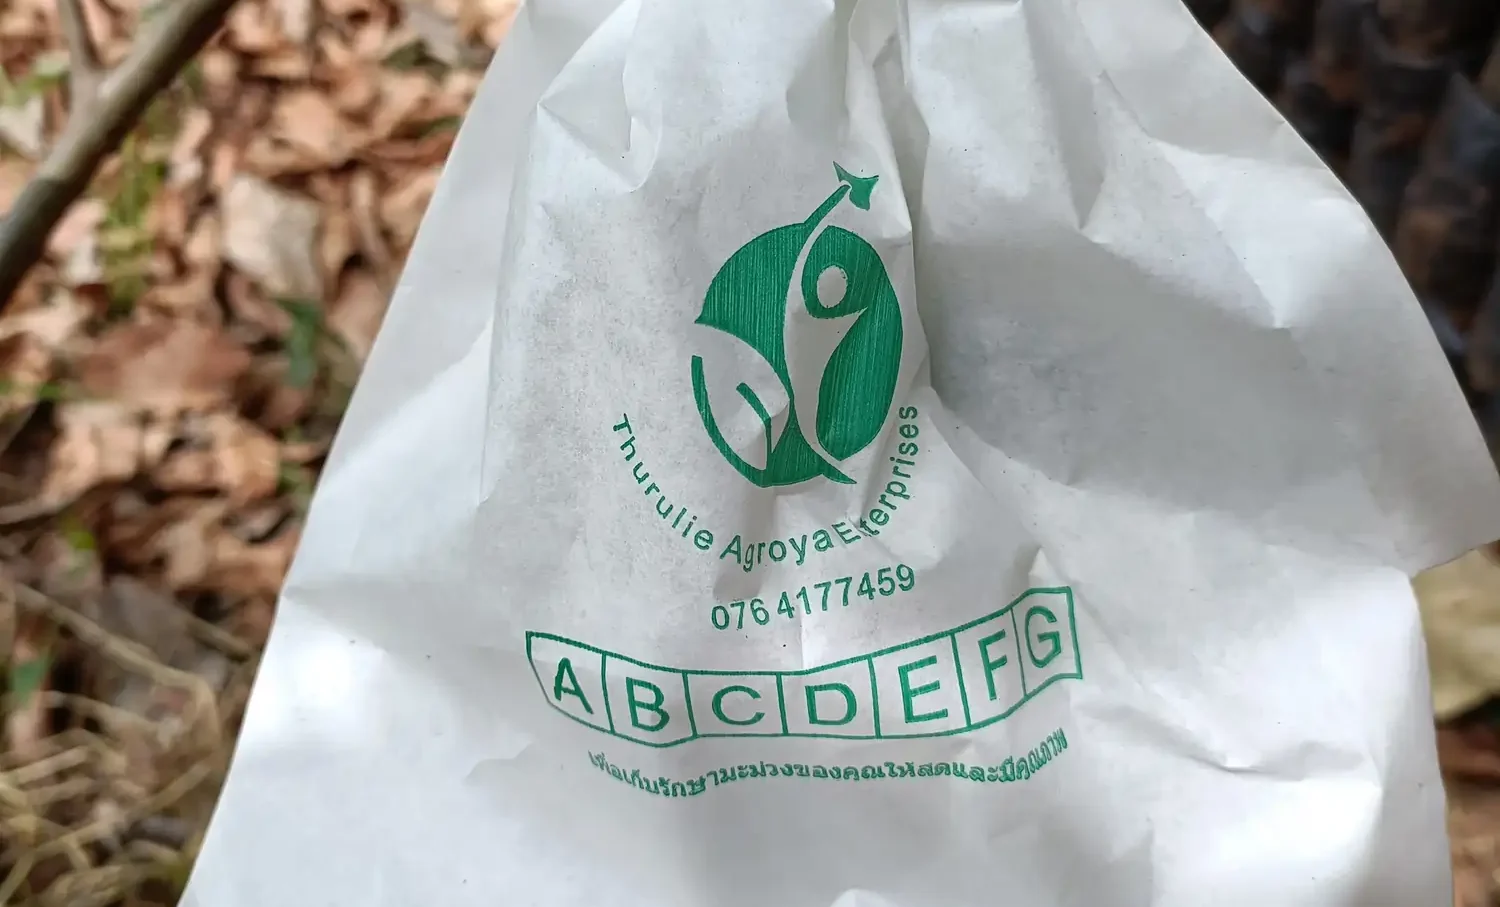 Thurulie Agroya Enterprises
076 4177459
A B C D E F G
เพื่อเก็บรักษามะม่วงของคุณให้สดและมีคุณภาพ